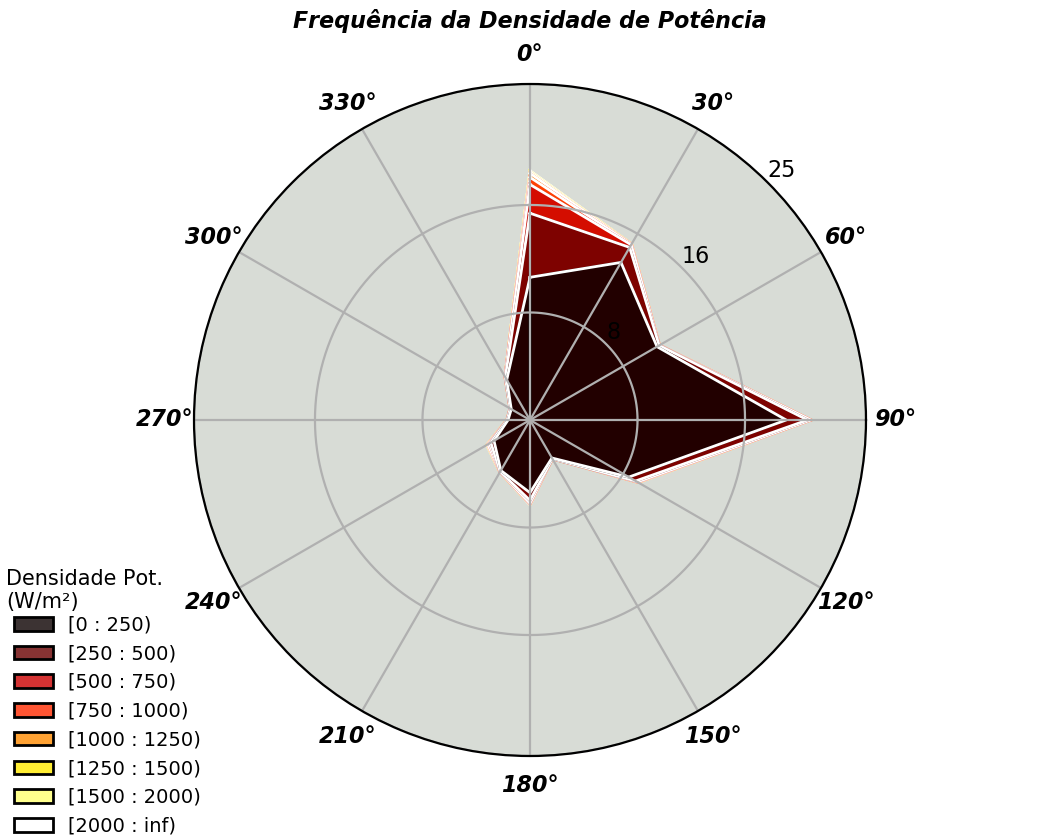 Frequência da Densidade de Potência
0°
330°
30°
25
300°
60°
16
8
270°
90°
240°
120°
210°
150°
180°
Densidade Pot.
(W/m²)
[0 : 250)
[250 : 500)
[500 : 750)
[750 : 1000)
[1000 : 1250)
[1250 : 1500)
[1500 : 2000)
[2000 : inf)